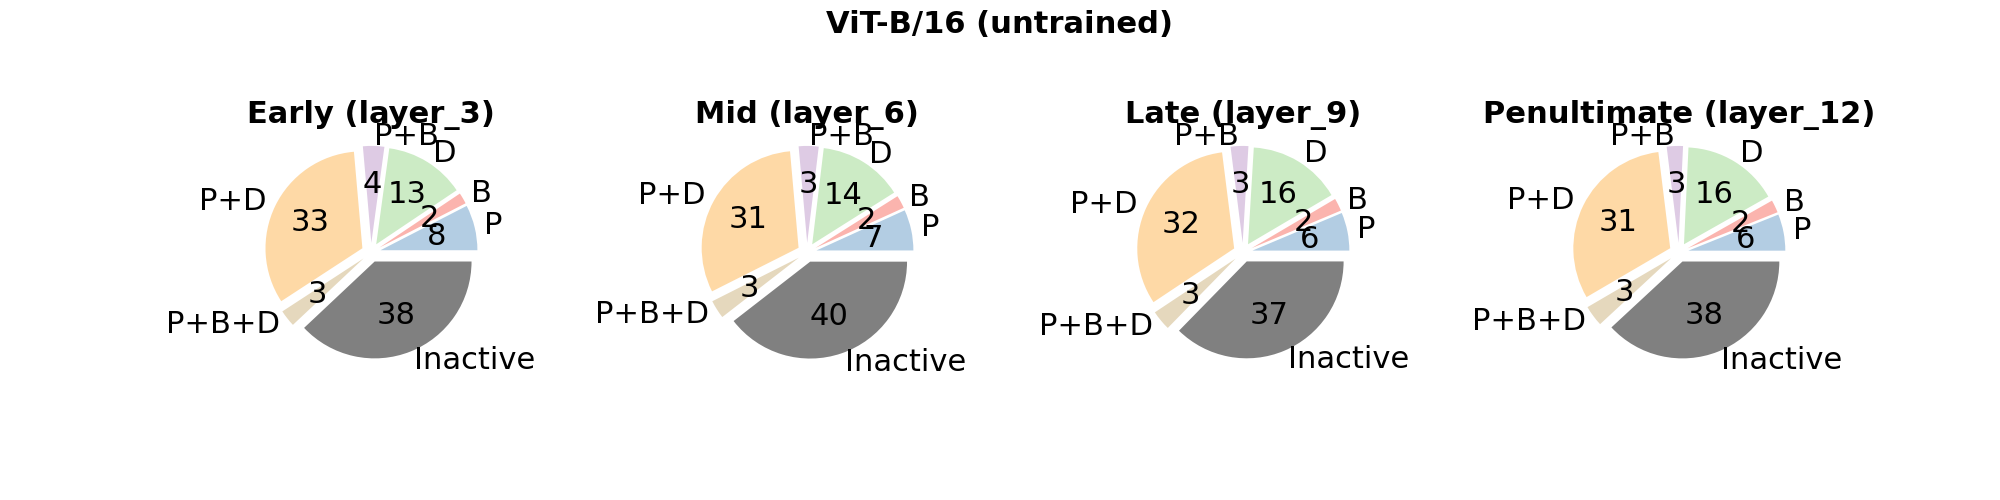 ViT-B/16 (untrained)
Early (layer_3)
P+B
D
B
P
P+D
P+B+D
Inactive
4
13
2
8
33
3
38
Mid (layer_6)
P+B
D
B
P
P+D
P+B+D
Inactive
3
14
2
7
31
3
40
Late (layer_9)
P+B
D
B
P
P+D
P+B+D
Inactive
3
16
2
6
32
3
37
Penultimate (layer_12)
P+B
D
B
P
P+D
P+B+D
Inactive
3
16
2
6
31
3
38